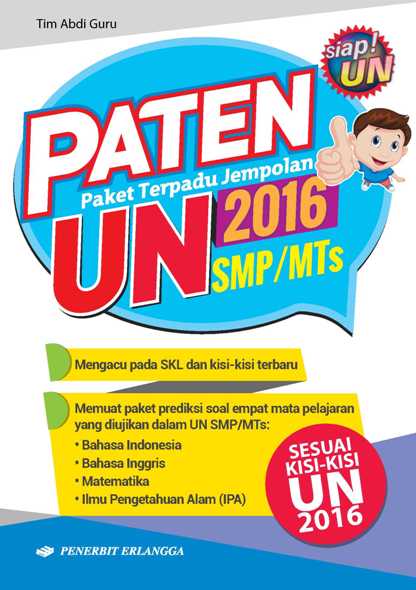 Tim Abdi Guru
siap!
UN
PATEN
Paket Terpadu Jempolan
UN 2016
SMP/MTs
Mengacu pada SKL dan kisi-kisi terbaru
Memuat paket prediksi soal empat mata pelajaran
yang diujikan dalam UN SMP/MTs:
• Bahasa Indonesia
• Bahasa Inggris
• Matematika
• Ilmu Pengetahuan Alam (IPA)
SESUAI
KISI-KISI
UN
2016
PENERBIT ERLANGGA